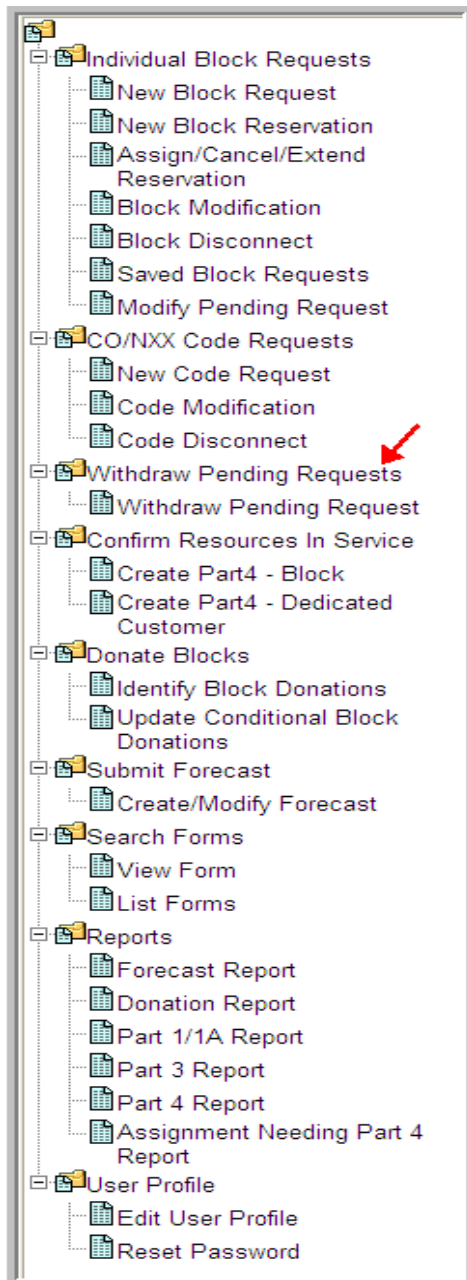 Individual Block Requests
New Block Request
New Block Reservation
Assign/Cancel/Extend
Reservation
Block Modification
Block Disconnect
Saved Block Requests
Modify Pending Request
CO/NXX Code Requests
New Code Request
Code Modification
Code Disconnect
Withdraw Pending Requests
Withdraw Pending Request
Confirm Resources In Service
Create Part4 - Block
Create Part4 - Dedicated
Customer
Donate Blocks
Identify Block Donations
Update Conditional Block
Donations
Submit Forecast
Create/Modify Forecast
Search Forms
View Form
List Forms
Reports
Forecast Report
Donation Report
Part 1/1A Report
Part 3 Report
Part 4 Report
Assignment Needing Part 4
Report
User Profile
Edit User Profile
Reset Password